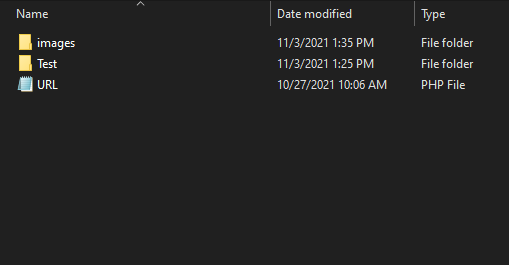 Name Date modified Type
images 11/3/2021 1:35 PM File folder
Test 11/3/2021 1:25 PM File folder
URL 10/27/2021 10:06 AM PHP File